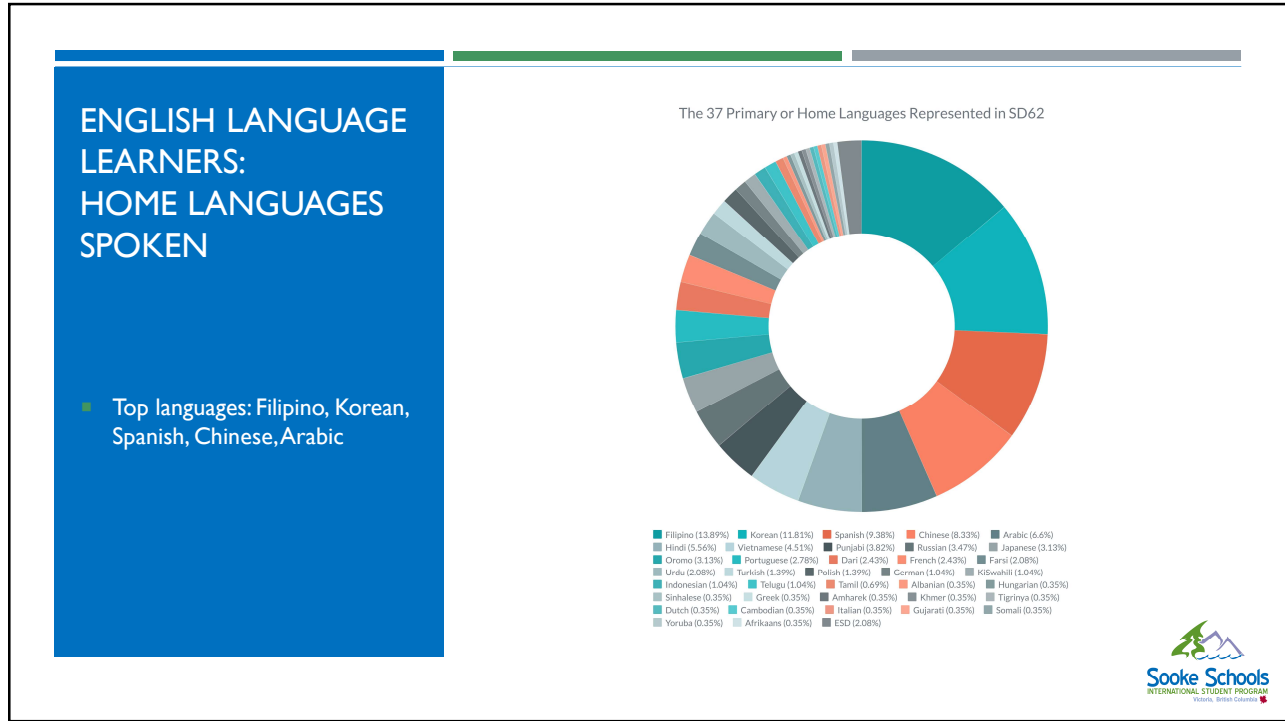 ENGLISH LANGUAGE
LEARNERS:
HOME LANGUAGES
SPOKEN
Top languages: Filipino, Korean,
Spanish, Chinese, Arabic
The 37 Primary or Home Languages Represented in SD62
Filipino (13.89%) Korean (11.81%) Spanish (9.38%) Chinese (8.33%) Arabic (6.6%)
Hindi (5.56%) Vietnamese (4.51%) Punjabi (3.82%) Russian (3.47%) Japanese (3.13%)
Oromo (3.13%) Portuguese (2.78%) Dari (2.43%) French (2.43%) Farsi (2.08%)
Urdu (2.08%) Turkish (1.39%) Polish (1.39%) German (1.04%) KiSwahili (1.04%)
Indonesian (1.04%) Telugu (1.04%) Tamil (0.69%) Albanian (0.35%) Hungarian (0.35%)
Sinhalese (0.35%) Greek (0.35%) Amharek (0.35%) Khmer (0.35%) Tigrinya (0.35%)
Dutch (0.35%) Cambodian (0.35%) Italian (0.35%) Gujarati (0.35%) Somali (0.35%)
Yoruba (0.35%) Afrikaans (0.35%) ESD (2.08%)
Sooke Schools
INTERNATIONAL STUDENT PROGRAM
Victoria, British Columbia